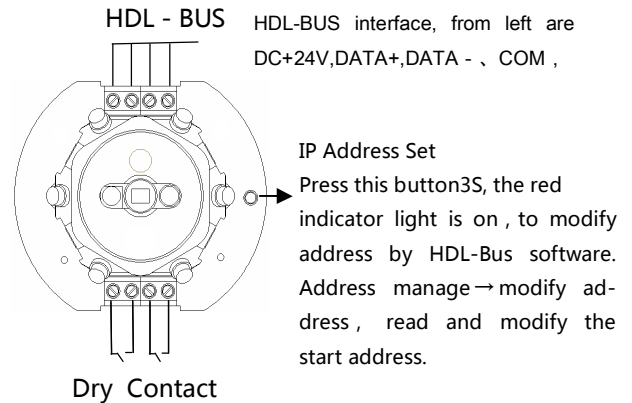 HDL - BUS
HDL-BUS interface, from left are
DC+24V,DATA+,DATA - 、COM ,
IP Address Set
Press this button3S, the red
indicator light is on , to modify
address by HDL-Bus software.
Address manage→modify ad-
dress , read and modify the
start address.
Dry Contact